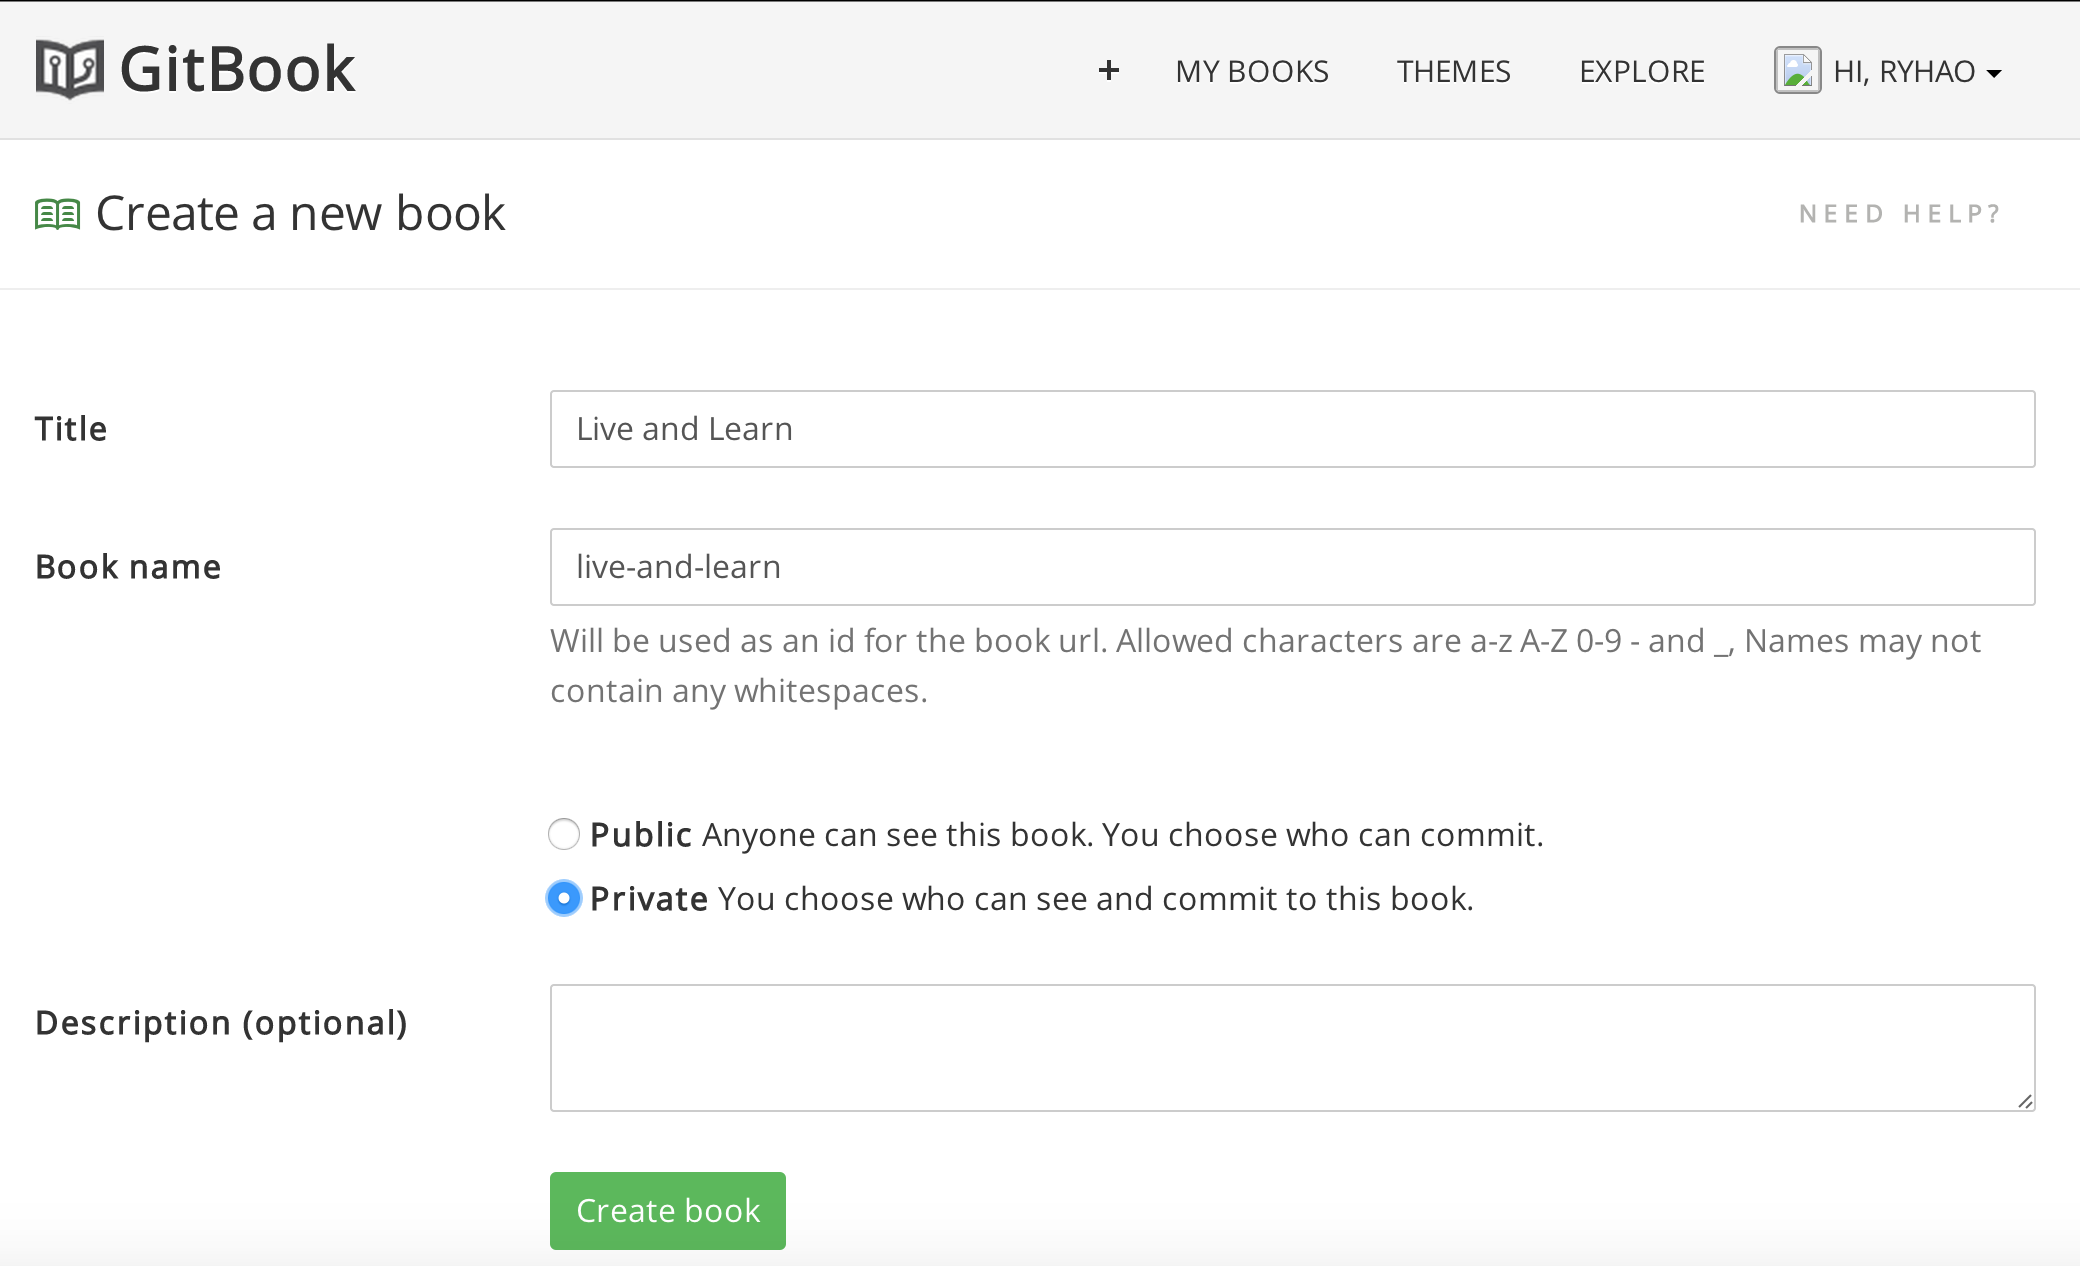 GitBook
+ MY BOOKS THEMES EXPLORE HI, RYHAO
Create a new book
NEED HELP?
Title
Live and Learn
Book name
live-and-learn
Will be used as an id for the book url. Allowed characters are a-z A-Z 0-9 - and _, Names may not
contain any whitespaces.
Public Anyone can see this book. You choose who can commit.
Private You choose who can see and commit to this book.
Description (optional)
Create book